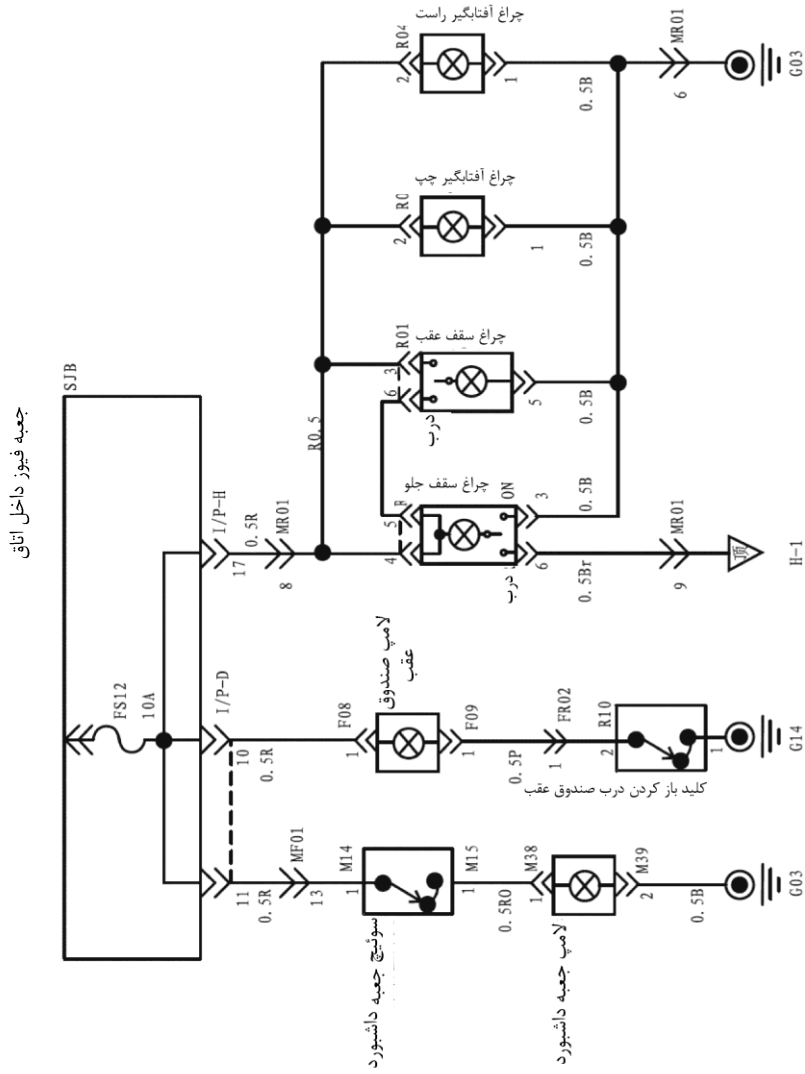 جعبه فیوز داخل اتاق
SJB
FS12
10A
I/P-D
I/P-H
11
0.5R
MF01
13
10
0.5R
17
0.5R
MR01
8
R0.5
سوئیچ جعبه داشبورد
M14
1
M15
1
0.5RO
لامپ جعبه داشبورد
M38
1
M39
2
0.5B
G03
لامپ صندوق
عقب
F08
1
F09
1
0.5P
FR02
1
R10
2
1
کلید باز کردن درب صندوق عقب
G14
چراغ سقف جلو
4
5
R
درب
ON
6
3
0.5Br
0.5B
MR01
9
頂
H-1
چراغ سقف عقب
R01
6
3
درب
5
0.5B
چراغ آفتابگیر چپ
R0
2
1
0.5B
چراغ آفتابگیر راست
R04
2
1
0.5B
MR01
6
G03